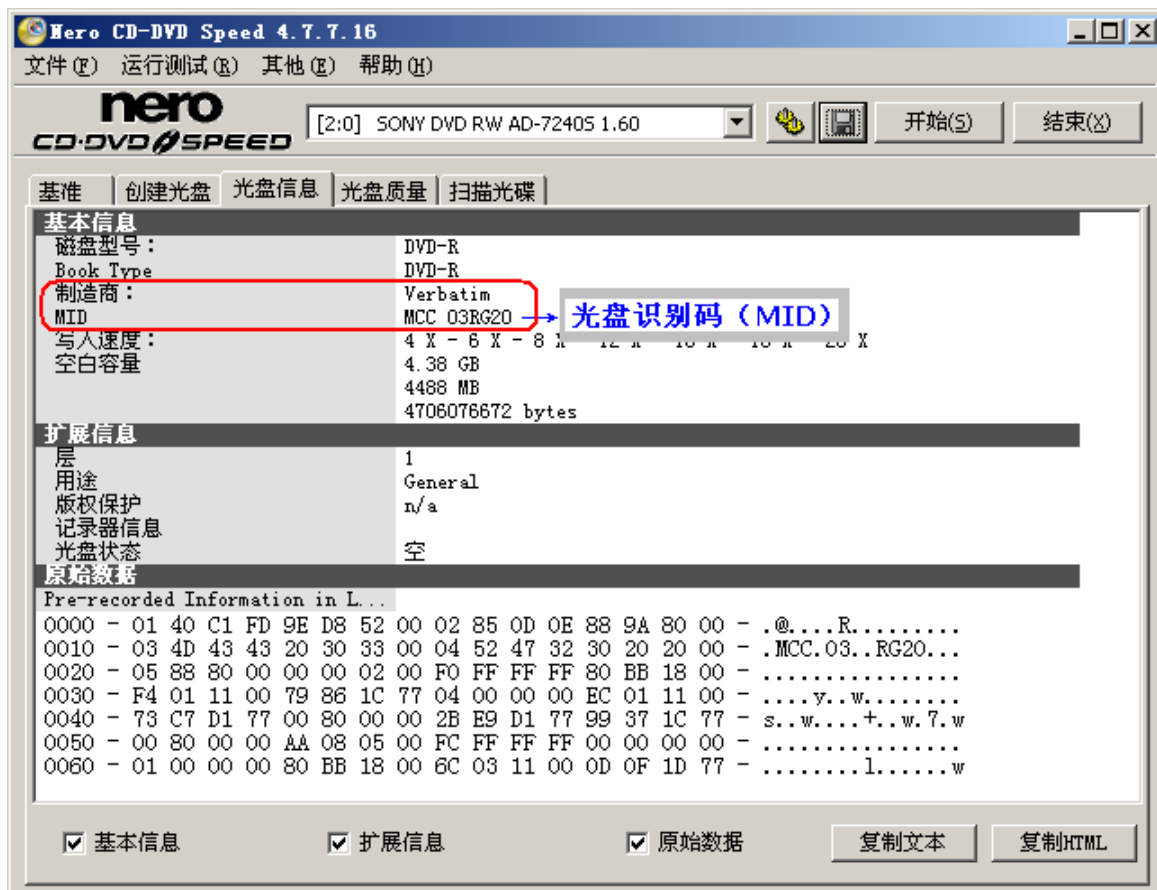 Nero CD-DVD Speed 4.7.7.16
文件(F) 运行测试(R) 其他(E) 帮助(H)
nero
CD·DVD SPEED
[2:0] SONY DVD RW AD-7240S 1.60
开始(S) 结束(X)
基准 创建光盘 光盘信息 光盘质量 扫描光碟
基本信息
磁盘型号： DVD-R
Book Type DVD-R
制造商： Verbatim
MID MCC 03RG20
光盘识别码（MID）
写入速度： 4 X - 6 X - 8 X
空白容量 4.38 GB
4488 MB
4706076672 bytes
扩展信息
层 1
用途 General
版权保护 n/a
记录器信息
光盘状态 空
原始数据
Pre-recorded Information in L...
0000 - 01 40 C1 FD 9E D8 52 00 02 85 0D 0E 88 9A 80 00 - .@....R.........
0010 - 03 4D 43 43 20 30 33 00 04 52 47 32 30 20 20 00 - .MCC.03..RG20...
0020 - 05 88 80 00 00 00 02 00 F0 FF FF FF 80 BB 18 00 - ................
0030 - F4 01 11 00 79 86 1C 77 04 00 00 00 EC 01 11 00 - ....y..w........
0040 - 73 C7 D1 77 00 80 00 00 2B E9 D1 77 99 37 1C 77 - s..w....+..w.7.w
0050 - 00 80 00 00 AA 08 05 00 FC FF FF FF 00 00 00 00 - ................
0060 - 01 00 00 00 80 BB 18 00 6C 03 11 00 0D 0F 1D 77 - ........l......w
基本信息 扩展信息 原始数据 复制文本 复制HTML